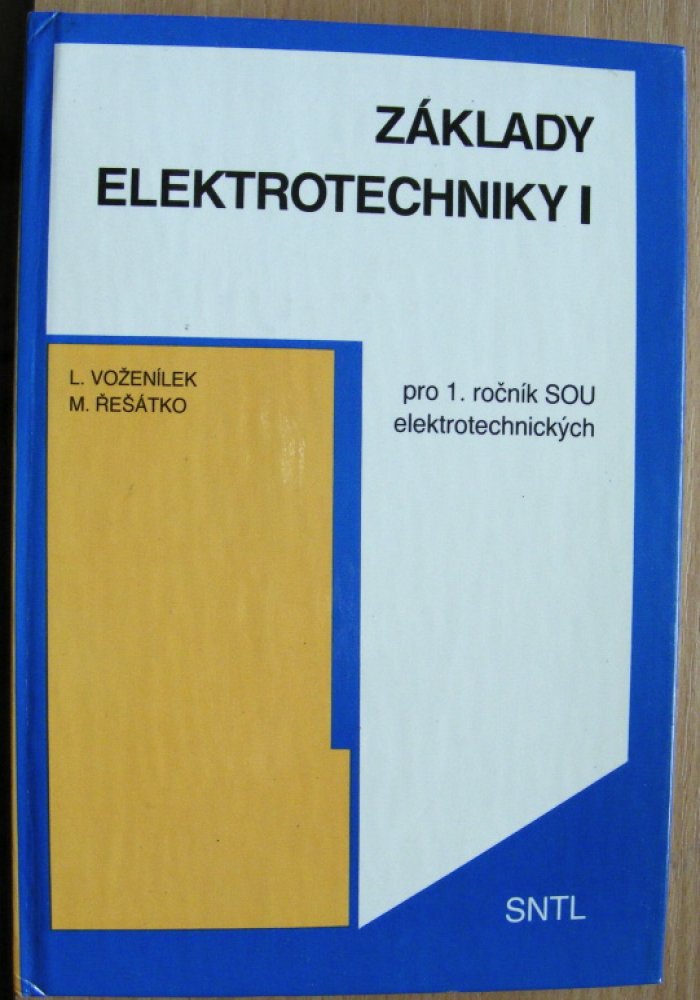 ZÁKLADY
ELEKTROTECHNIKY I
L. VOŽENÍLEK
M. ŘEŠÁTKO
pro 1. ročník SOU
elektrotechnických
SNTL